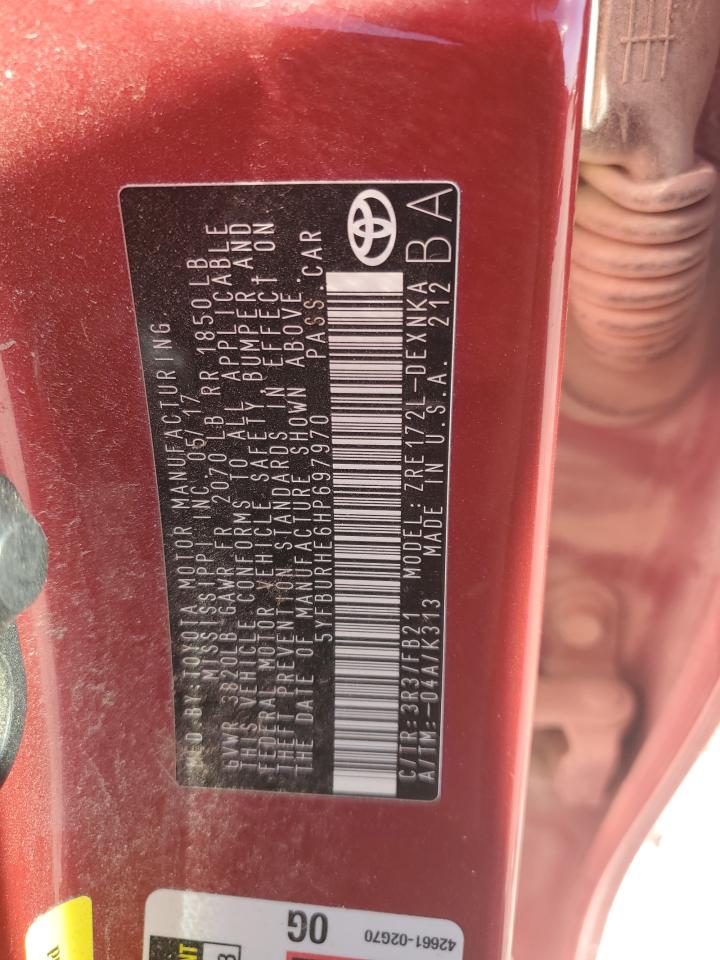 MFD BY:TOYOTA MOTOR MANUFACTURING
MISSISSIPPI INC. 05/17
GVWR 3820LB GAWR FR 2070 LB RR 1850 LB
THIS VEHICLE CONFORMS TO ALL APPLICABLE
FEDERAL MOTOR VEHICLE SAFETY BUMPER AND
THEFT PREVENTION STANDARDS IN EFFECT ON
THE DATE OF MANUFACTURE SHOWN ABOVE.
5YFBURHE6HP697970 PASS.CAR
C/TR:3R3/FB21 MODEL:ZRE172L-DEXNKA
A/TM:-04A/K313 MADE IN U.S.A. 212
BA
42661-02G70
0G